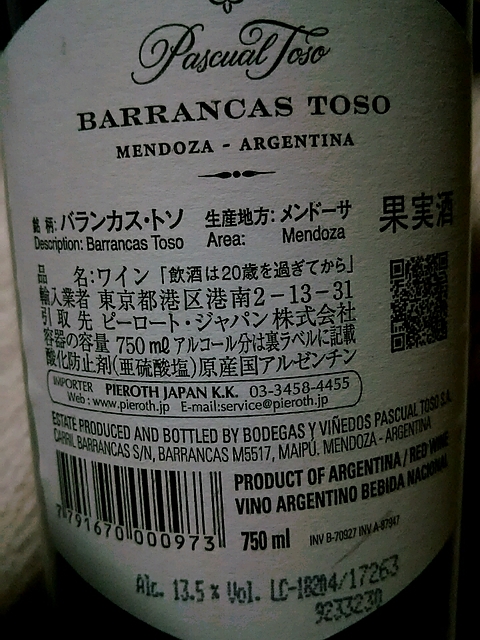 Pascual Toso
BARRANCAS TOSO
MENDOZA - ARGENTINA
銘柄:バランカス・トソ 生産地方:メンドーサ 果実酒
Description: Barrancas Toso Area: Mendoza
品名:ワイン「飲酒は20歳を過ぎてから」
輸入業者 東京都港区港南2-13-31
引取先 ピーロート・ジャパン株式会社
容器の容量 750㎖ アルコール分は裏ラベルに記載
酸化防止剤(亜硫酸塩)原産国アルゼンチン
IMPORTER PIEROTH JAPAN K.K. 03-3458-4455
Web : www.pieroth.jp E-mail:service@pieroth.jp
ESTATE PRODUCED AND BOTTLED BY BODEGAS Y VIÑEDOS PASCUAL TOSO S.A.
CARRIL BARRANCAS S/N, BARRANCAS M5517, MAIPÚ. MENDOZA - ARGENTINA
PRODUCT OF ARGENTINA / RED WINE
VINO ARGENTINO BEBIDA NACIONAL
7791670000973
750 ml INV B-70927 INV A-87947
Alc. 13.5 % Vol. LC-18204/17263
9233230